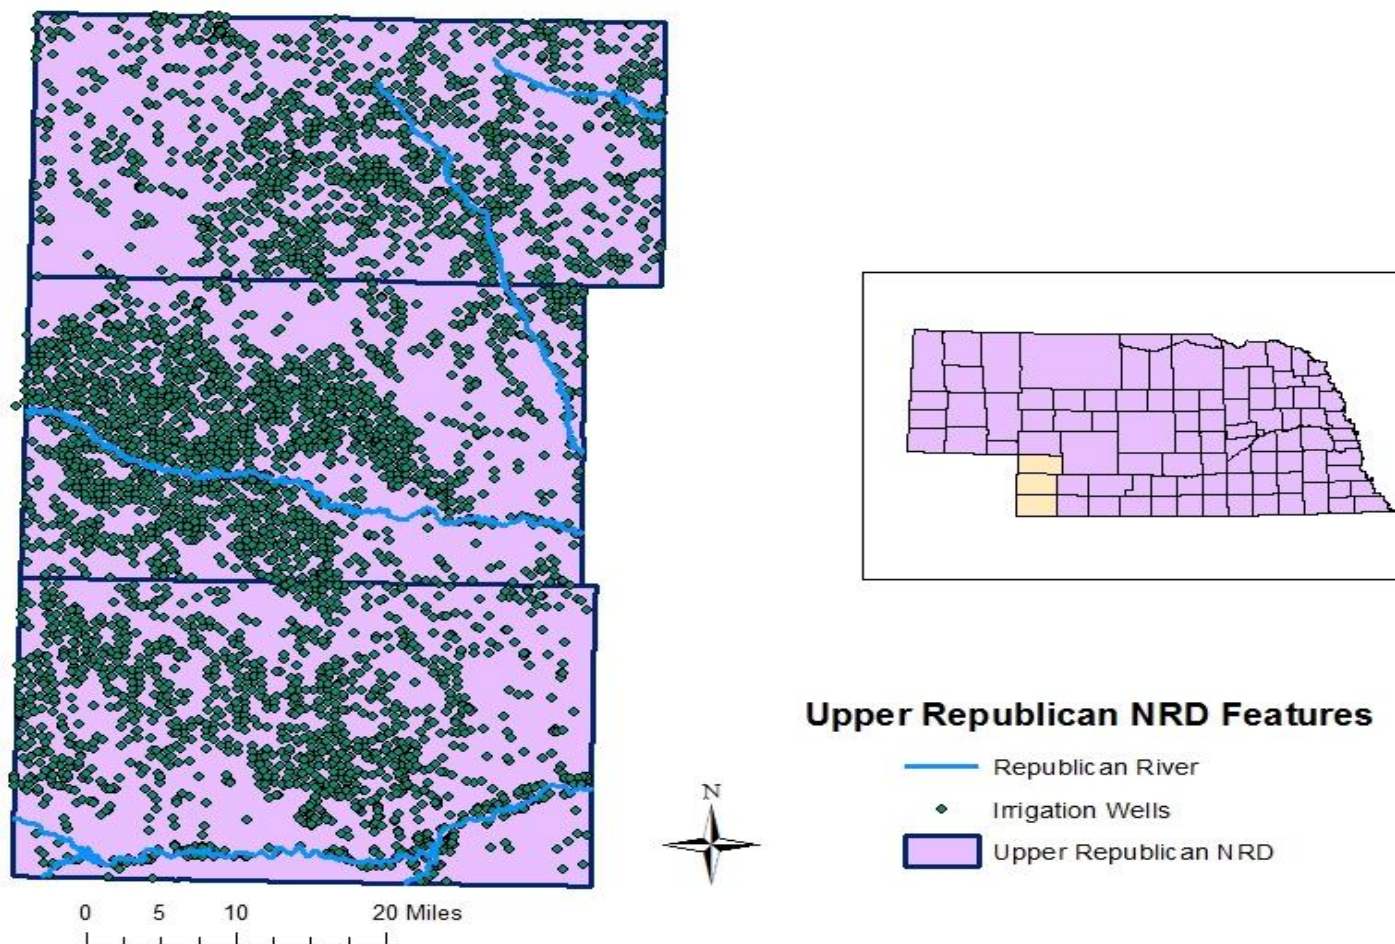 Upper Republican NRD Features
Republican River
N
Irrigation Wells
Upper Republican NRD
0 5 10 20 Miles